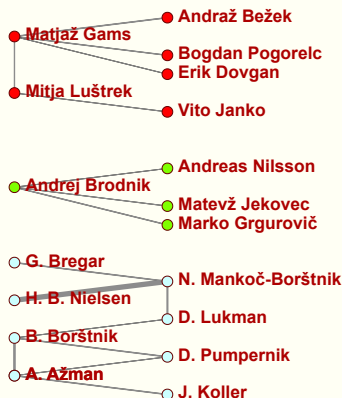 Andraž Bežek
Matjaž Gams
Bogdan Pogorelc
Erik Dovgan
Mitja Luštrek
Vito Janko
Andreas Nilsson
Andrej Brodnik
Matevž Jekovec
Marko Grgurovič
G. Bregar
N. Mankoč-Borštnik
H. B. Nielsen
D. Lukman
B. Borštnik
D. Pumpernik
A. Ažman
J. Koller